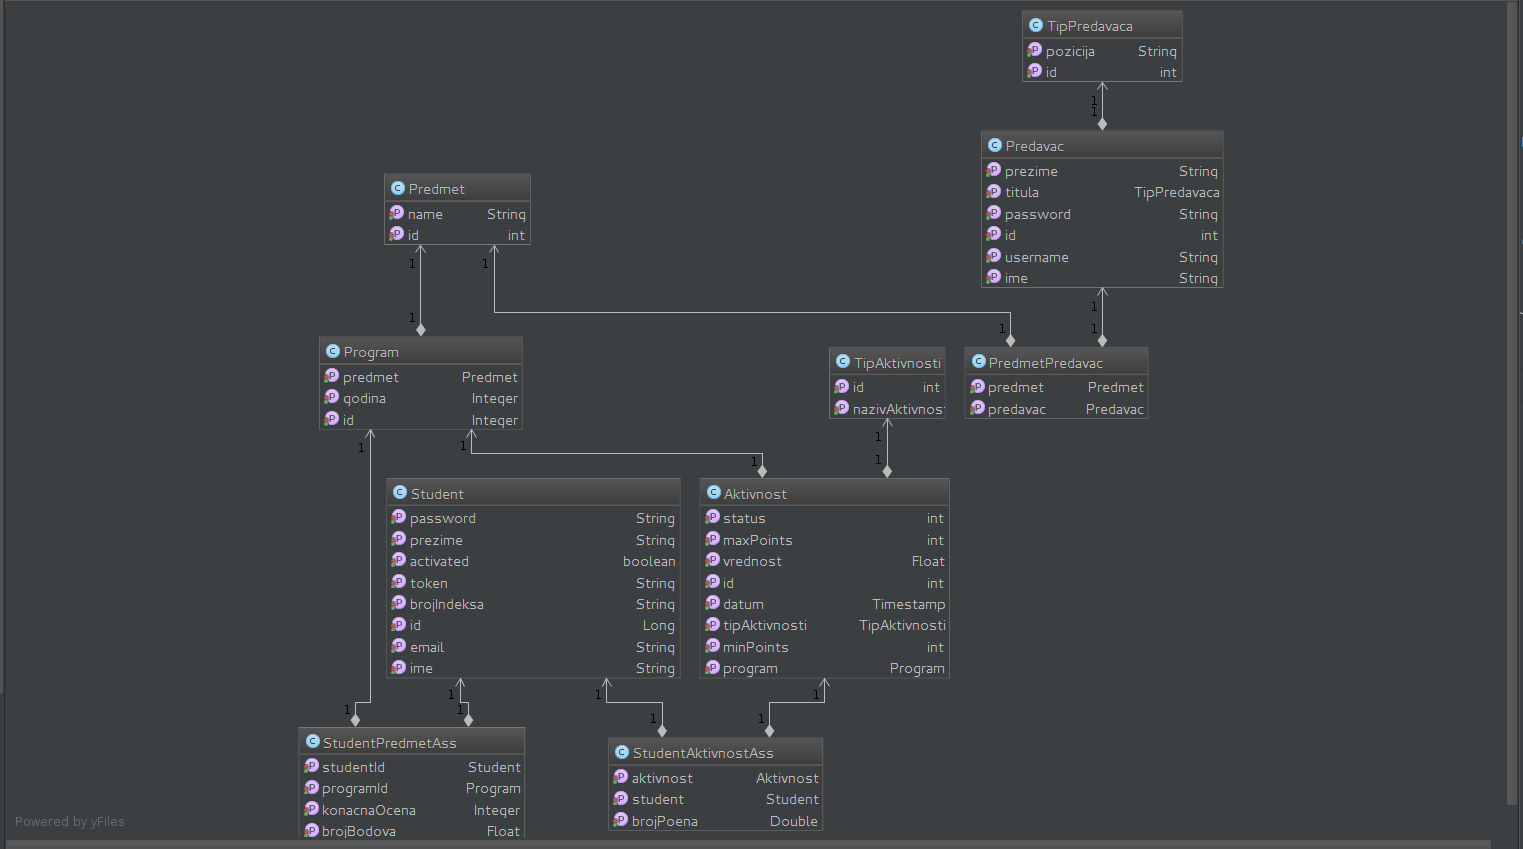 TipPredavaca
pozicija String
id int
1
1
Predavac
prezime String
titula TipPredavaca
password String
id int
username String
ime String
Predmet
name String
id int
1
1
1
1
1
1
Program
predmet Predmet
godina Integer
id Integer
TipAktivnosti
id int
nazivAktivnos
PredmetPredavac
predmet Predmet
predavac Predavac
1
1
1
1
1
Student
password String
prezime String
activated boolean
token String
brojIndeksa String
id Long
email String
ime String
Aktivnost
status int
maxPoints int
vrednost Float
id int
datum Timestamp
tipAktivnosti TipAktivnosti
minPoints int
program Program
1
1
1
1
1
1
1
StudentPredmetAss
studentId Student
programId Program
konacnaOcena Integer
brojBodova Float
StudentAktivnostAss
aktivnost Aktivnost
student Student
brojPoena Double
Powered by yFiles